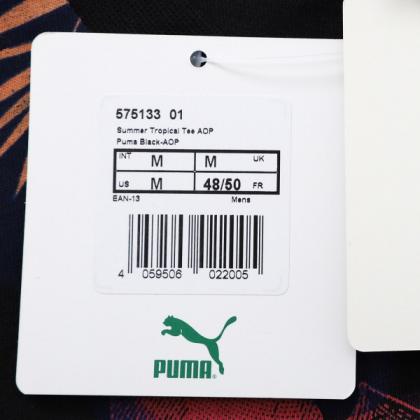 575133 01
Summer Tropical Tee AOP
Puma Black-AOP
INT M M UK
US M 48/50 FR
EAN-13 Mens
4 059506 022005
PUMA®